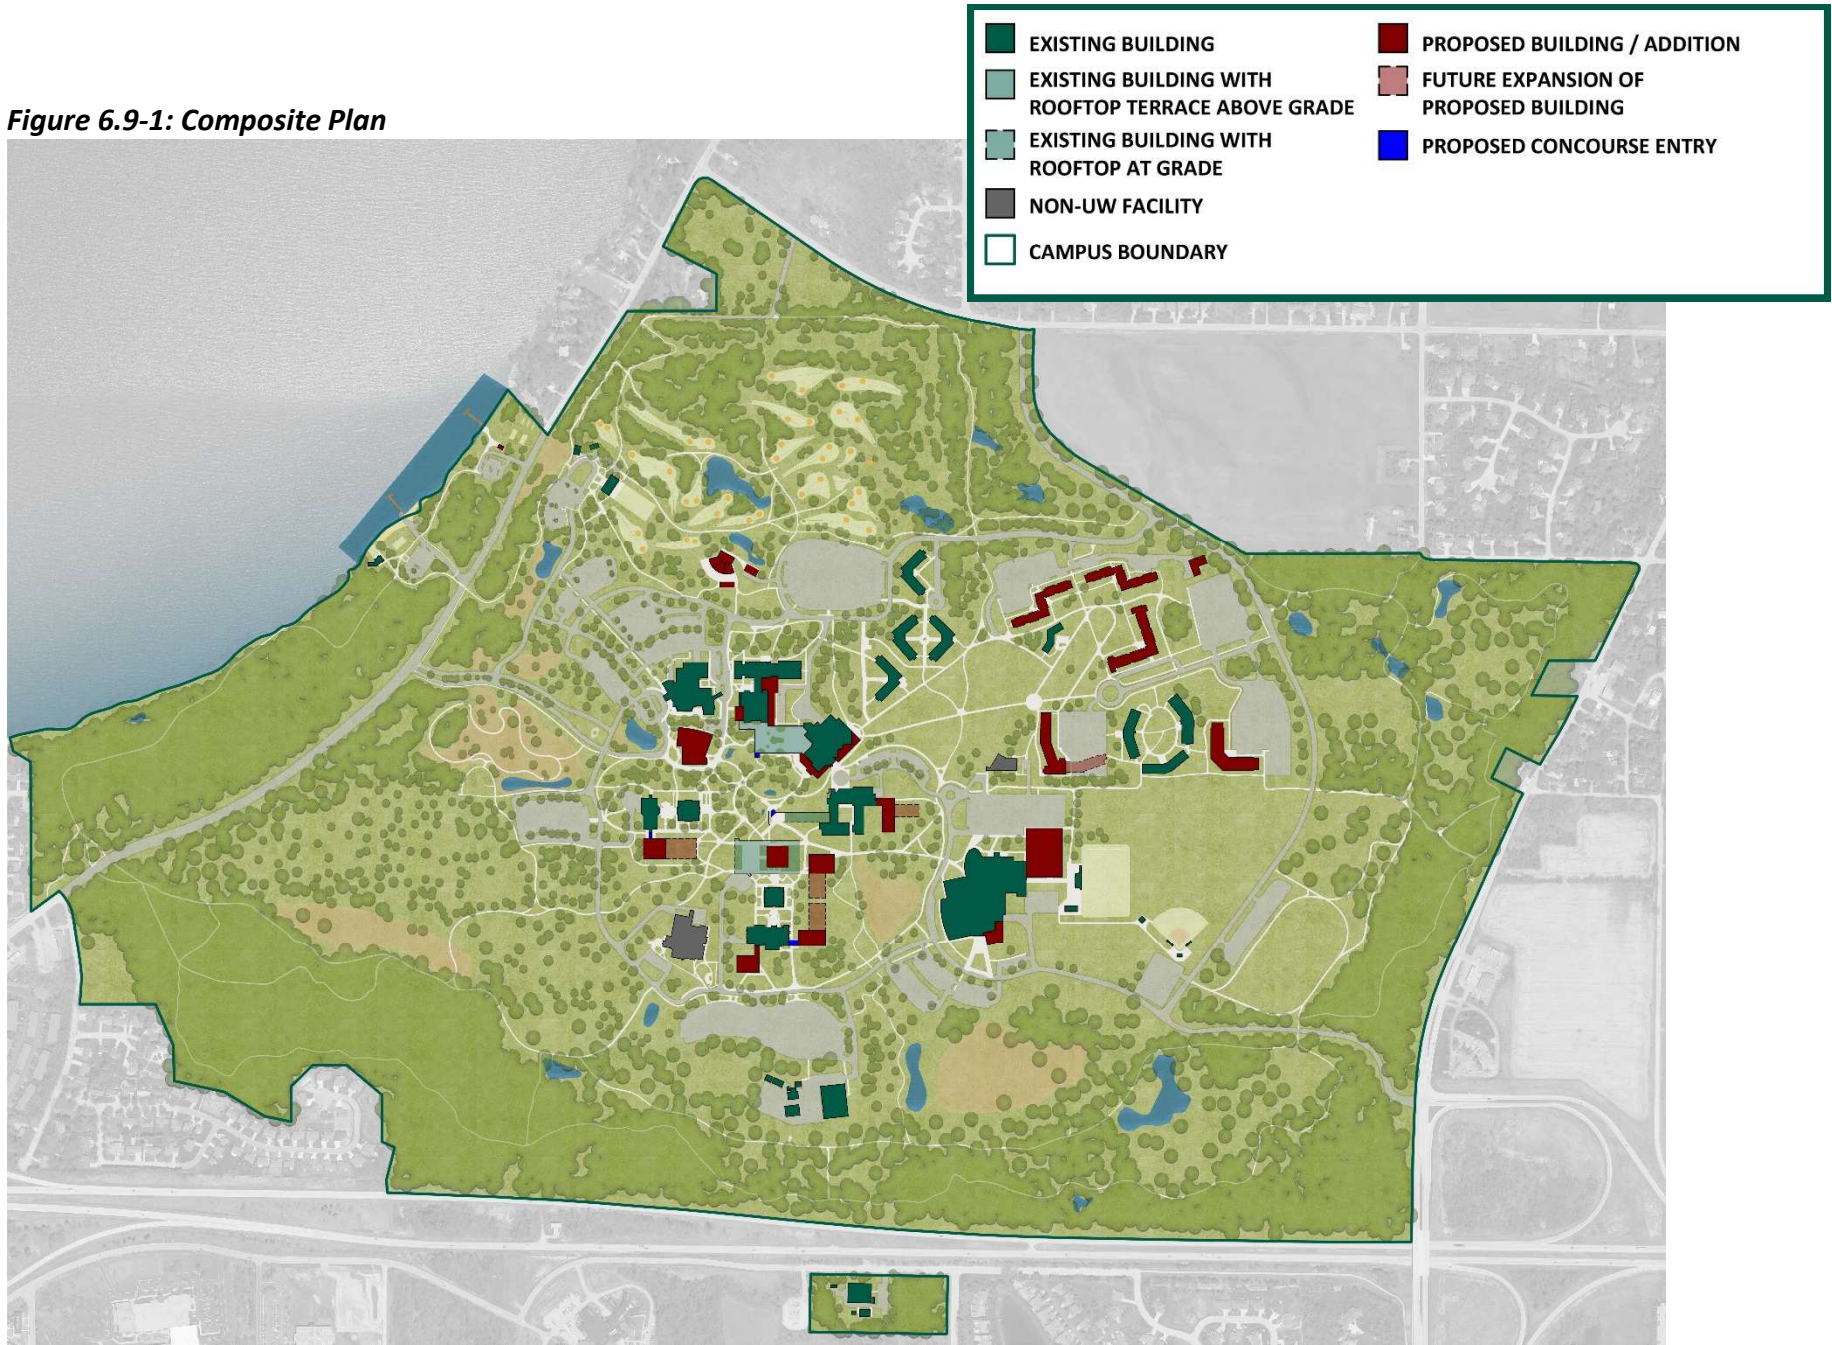 EXISTING BUILDING
EXISTING BUILDING WITH
ROOFTOP TERRACE ABOVE GRADE
EXISTING BUILDING WITH
ROOFTOP AT GRADE
NON-UW FACILITY
CAMPUS BOUNDARY
PROPOSED BUILDING / ADDITION
FUTURE EXPANSION OF
PROPOSED BUILDING
PROPOSED CONCOURSE ENTRY
Figure 6.9-1: Composite Plan